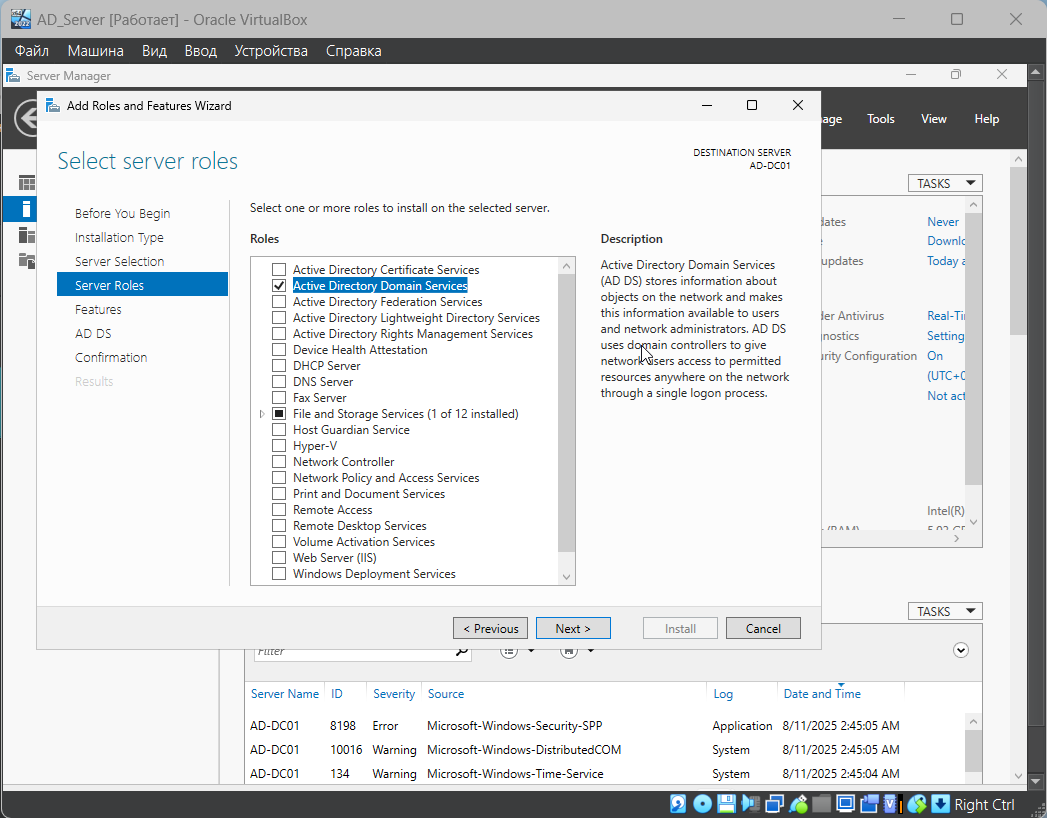 AD_Server [Работает] - Oracle VirtualBox
Файл Машина Вид Ввод Устройства Справка
Server Manager
Add Roles and Features Wizard
Tools View Help
Select server roles
DESTINATION SERVER
AD-DC01
TASKS
Before You Begin
Installation Type
Server Selection
Server Roles
Features
AD DS
Confirmation
Results
Select one or more roles to install on the selected server.
Roles
Active Directory Certificate Services
Active Directory Domain Services
Active Directory Federation Services
Active Directory Lightweight Directory Services
Active Directory Rights Management Services
Device Health Attestation
DHCP Server
DNS Server
Fax Server
File and Storage Services (1 of 12 installed)
Host Guardian Service
Hyper-V
Network Controller
Network Policy and Access Services
Print and Document Services
Remote Access
Remote Desktop Services
Volume Activation Services
Web Server (IIS)
Windows Deployment Services
Description
Active Directory Domain Services
(AD DS) stores information about
objects on the network and makes
this information available to users
and network administrators. AD DS
uses domain controllers to give
network users access to permitted
resources anywhere on the network
through a single logon process.
Never
updates Today a
Antivirus Real-Ti
Setting
Configuration On
(UTC+0
Not act
Intel(R)
< Previous Next > Install Cancel
TASKS
Filter
Server Name ID Severity Source Log Date and Time
AD-DC01 8198 Error Microsoft-Windows-Security-SPP Application 8/11/2025 2:45:05 AM
AD-DC01 10016 Warning Microsoft-Windows-DistributedCOM System 8/11/2025 2:45:05 AM
AD-DC01 134 Warning Microsoft-Windows-Time-Service System 8/11/2025 2:45:04 AM
Right Ctrl